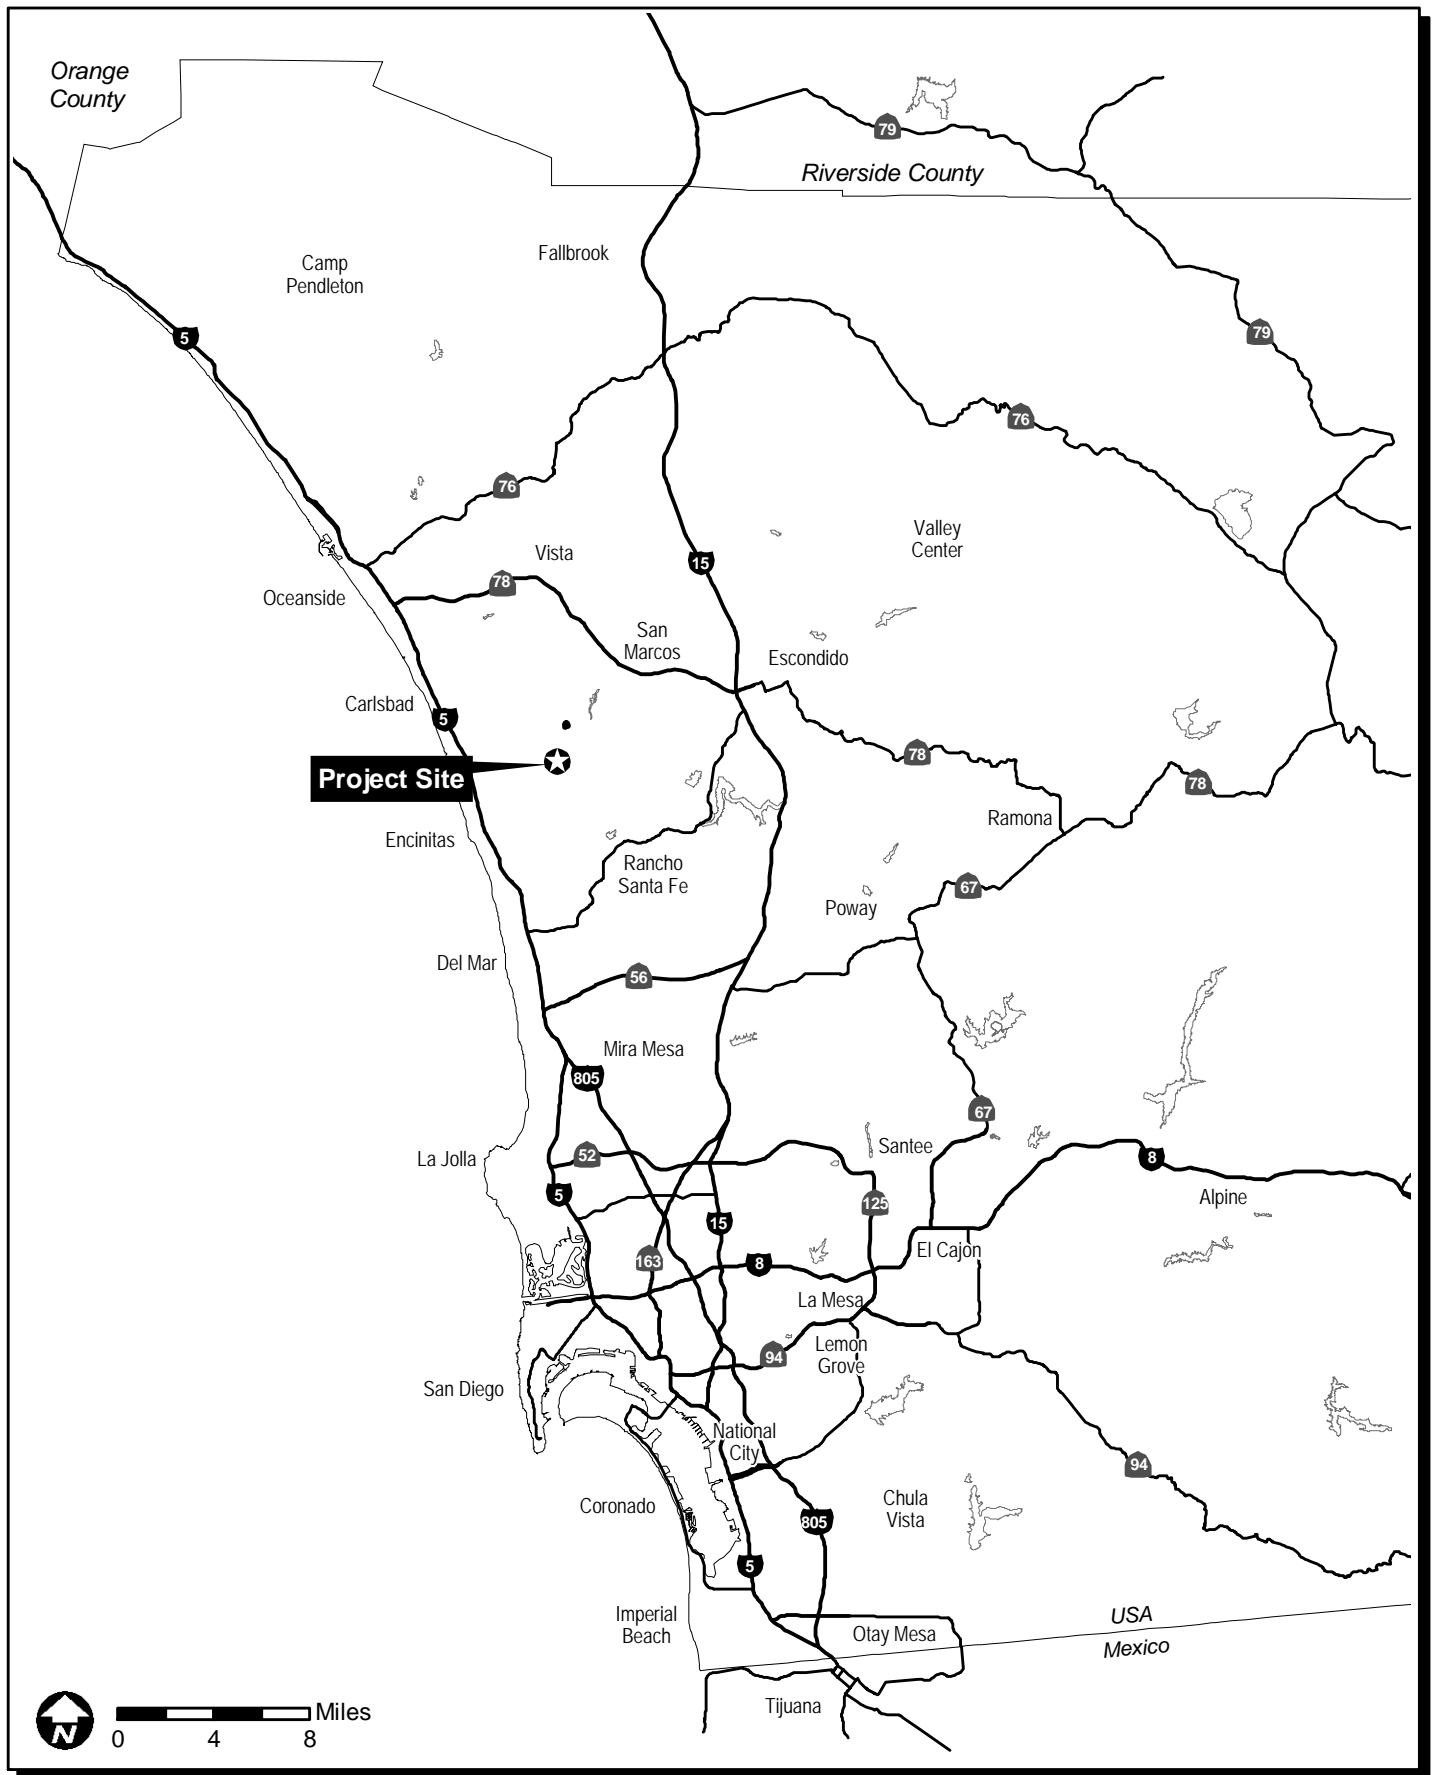 Orange
County
79
Riverside County
Fallbrook
Camp
Pendleton
5
79
76
76
Valley
Center
Vista
15
78
Oceanside
San
Marcos
Escondido
Carlsbad
5
78
Project Site
78
Ramona
Encinitas
Rancho
Santa Fe
67
Poway
Del Mar
56
Mira Mesa
805
67
Santee
La Jolla
52
8
5
Alpine
125
15
El Cajon
163
8
La Mesa
Lemon
Grove
94
San Diego
National
City
94
Coronado
Chula
Vista
805
5
Imperial
Beach
USA
Otay Mesa
Mexico
Tijuana
N
Miles
0 4 8